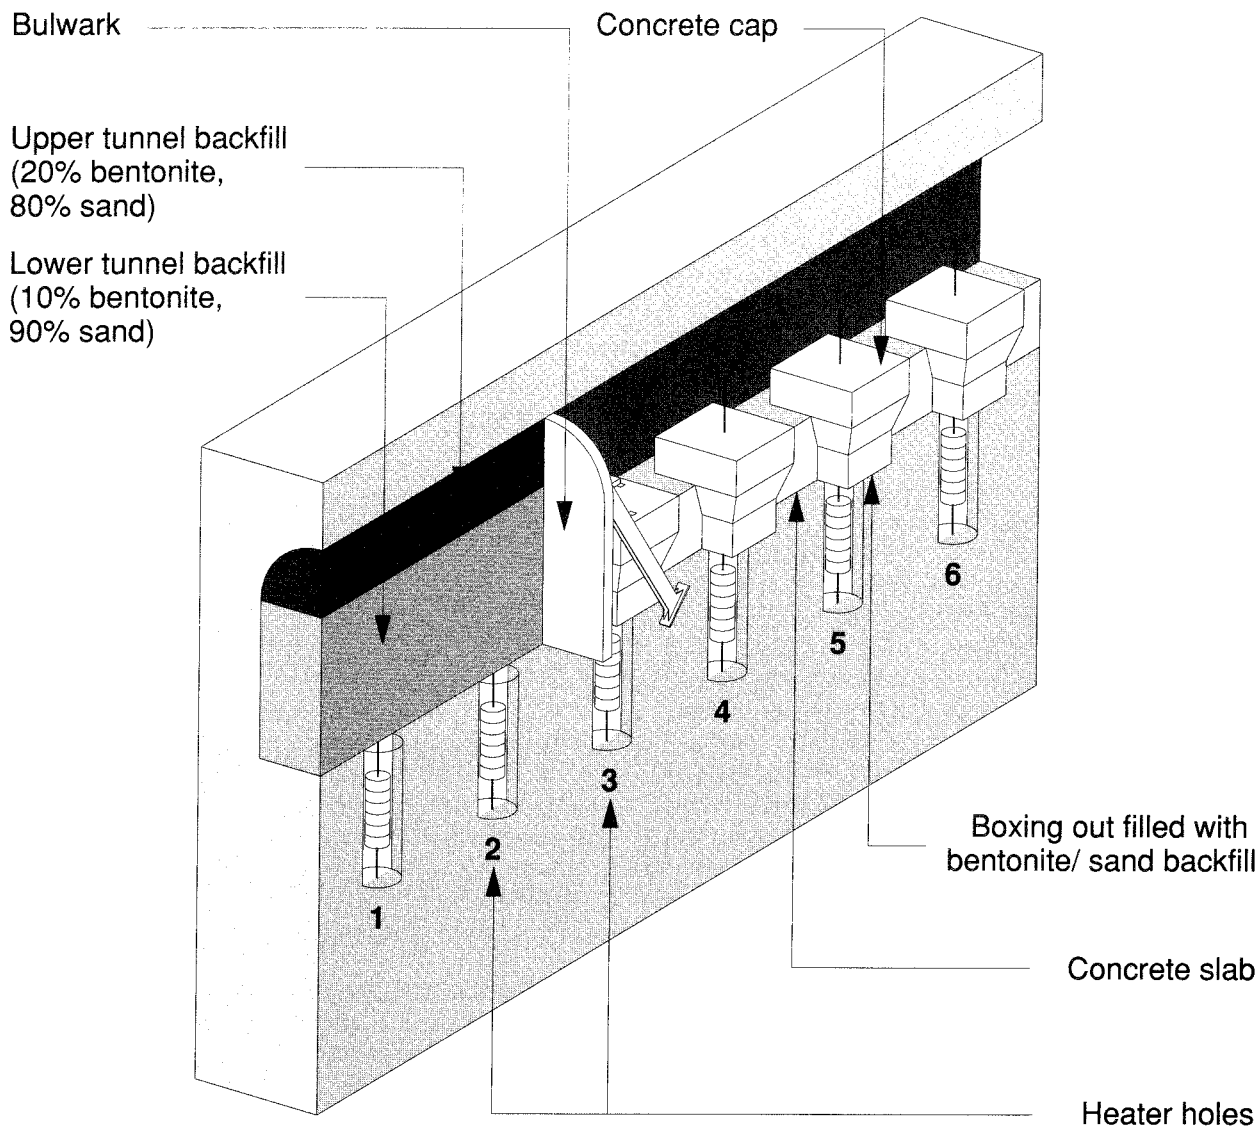 Bulwark
Concrete cap
Upper tunnel backfill
(20% bentonite,
80% sand)
Lower tunnel backfill
(10% bentonite,
90% sand)
6
5
4
3
2
1
Boxing out filled with
bentonite/ sand backfill
Concrete slab
Heater holes